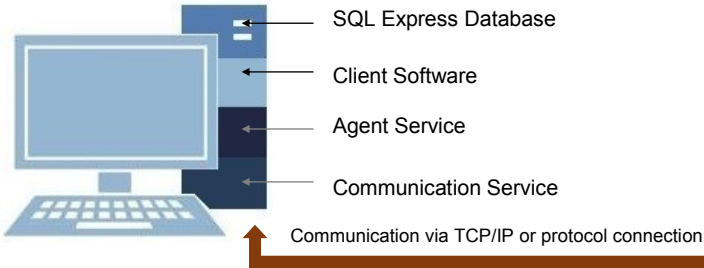 SQL Express Database
Client Software
Agent Service
Communication Service
Communication via TCP/IP or protocol connection